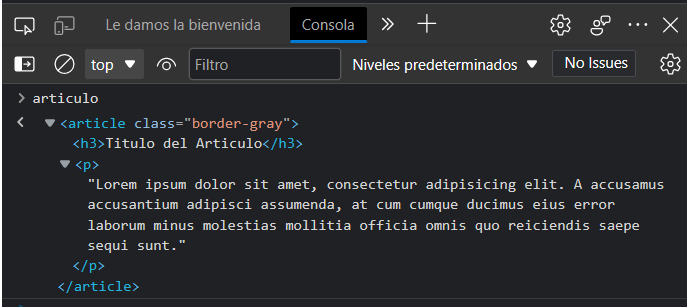 Le damos la bienvenida Consola
top Filtro Niveles predeterminados No Issues
articulo
<article class="border-gray">
<h3>Titulo del Articulo</h3>
<p>
"Lorem ipsum dolor sit amet, consectetur adipisicing elit. A accusamus
accusantium adipisci assumenda, at cum cumque ducimus eius error
laborum minus molestias mollitia officia omnis quo reiciendis saepe
sequi sunt."
</p>
</article>